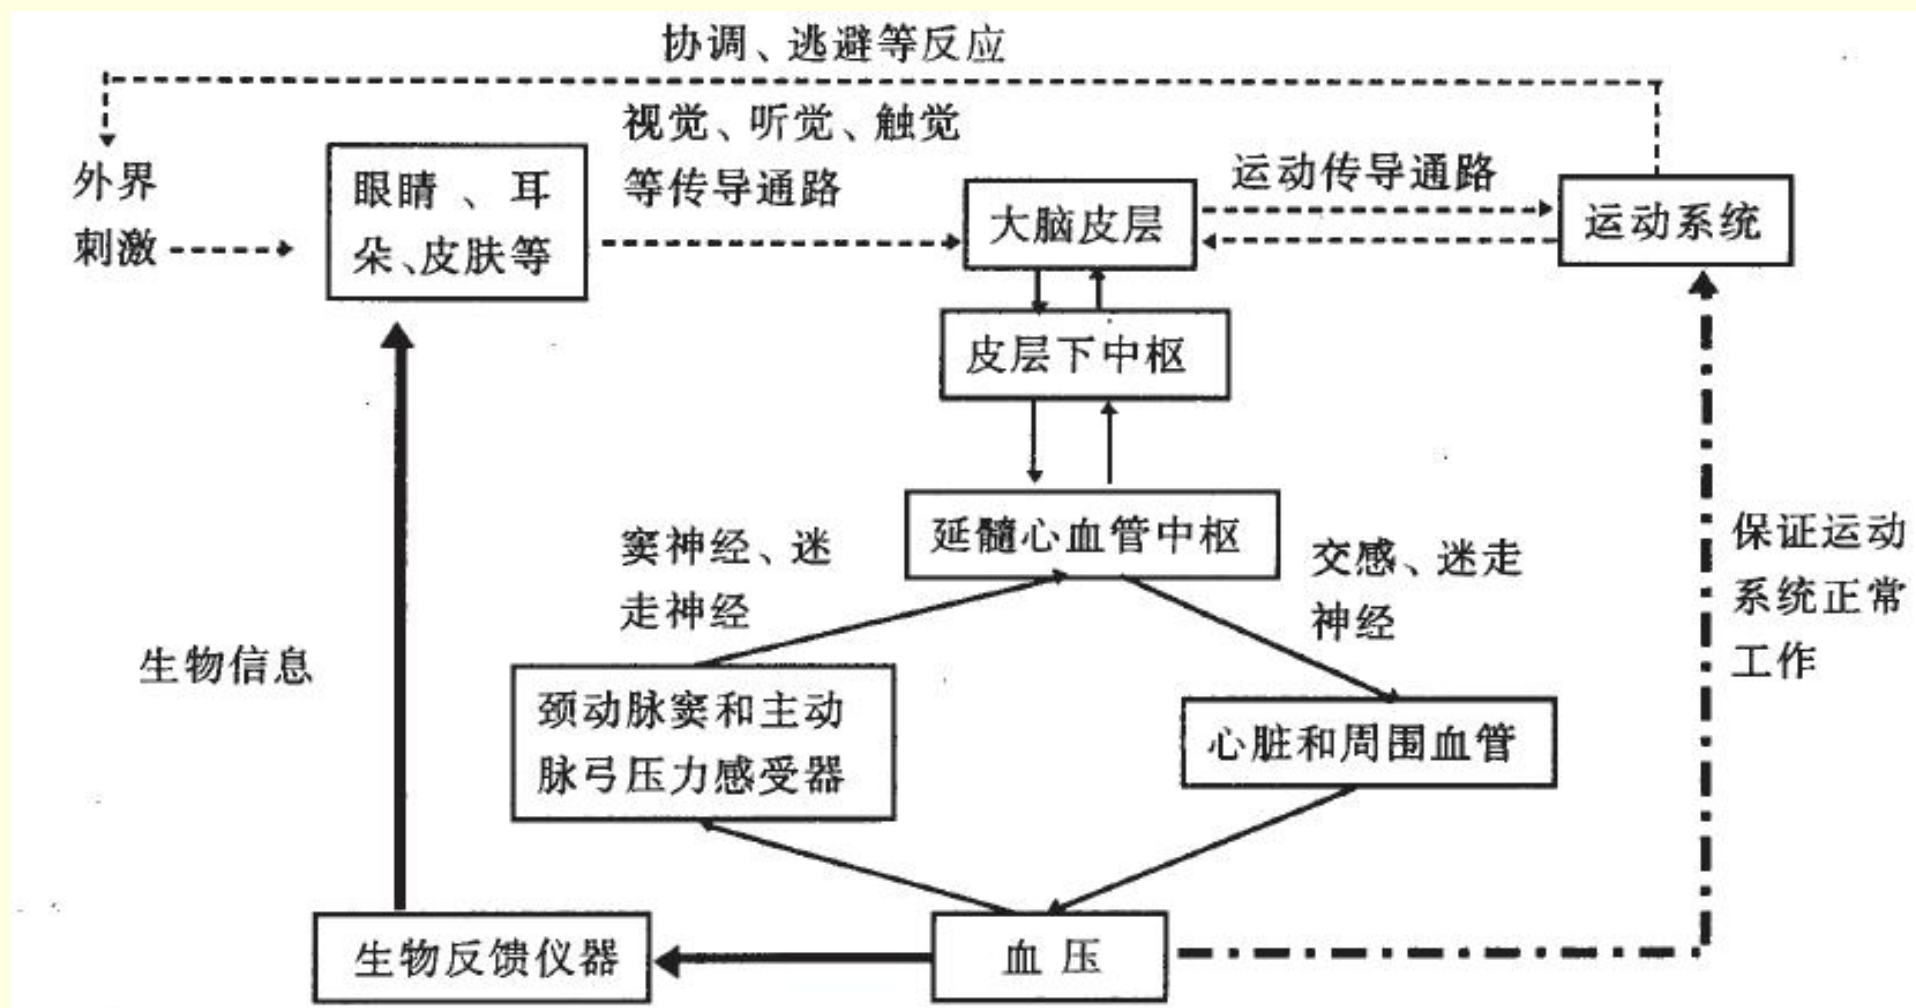 协调、逃避等反应
视觉、听觉、触觉
等传导通路
外界
刺激
眼睛、耳
朵、皮肤等
大脑皮层
运动传导通路
运动系统
皮层下中枢
延髓心血管中枢
窦神经、迷
走神经
交感、迷走
神经
保证运动
系统正常
工作
生物信息
颈动脉窦和主动
脉弓压力感受器
心脏和周围血管
生物反馈仪器
血压